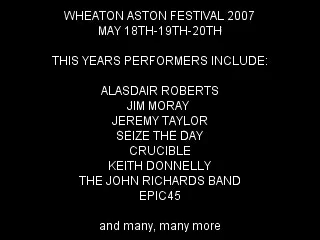 WHEATON ASTON FESTIVAL 2007
MAY 18TH-19TH-20TH
THIS YEARS PERFORMERS INCLUDE:
ALASDAIR ROBERTS
JIM MORAY
JEREMY TAYLOR
SEIZE THE DAY
CRUCIBLE
KEITH DONNELLY
THE JOHN RICHARDS BAND
EPIC45
and many, many more